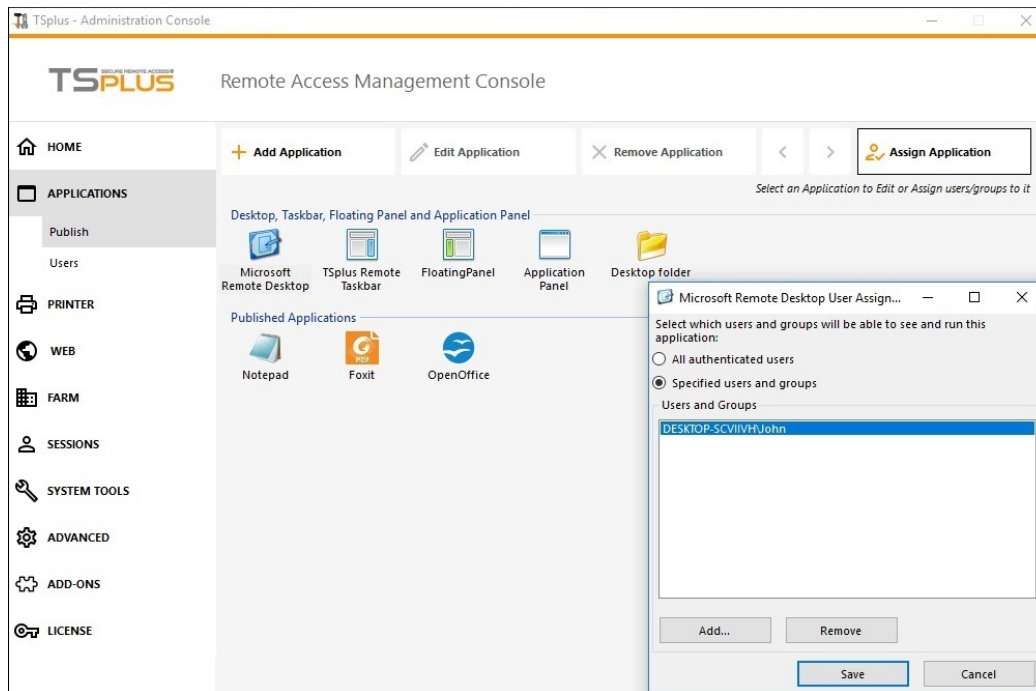 TSplus - Administration Console
TSPLUS
SECURE REMOTE ACCESS®
Remote Access Management Console
HOME
APPLICATIONS
Publish
Users
PRINTER
WEB
FARM
SESSIONS
SYSTEM TOOLS
ADVANCED
ADD-ONS
LICENSE
Add Application
Edit Application
Remove Application
<
>
Assign Application
Select an Application to Edit or Assign users/groups to it
Desktop, Taskbar, Floating Panel and Application Panel
Microsoft
Remote Desktop
TSplus Remote
Taskbar
FloatingPanel
Application
Panel
Desktop folder
Published Applications
Notepad
PDF
Foxit
OpenOffice
Microsoft Remote Desktop User Assign...
Select which users and groups will be able to see and run this
application:
All authenticated users
Specified users and groups
Users and Groups
DESKTOP-SCVIIVH\John
Add...
Remove
Save
Cancel